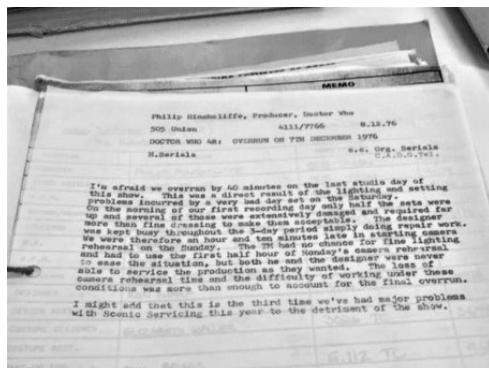 MEMO
Philip Hinchcliffe, Producer, Doctor Who
505 Union 4111/7766 8.12.76
DOCTOR WHO 4R: OVERRUN ON 7TH DECEMBER 1976
H.Serials c.c. Org. Serials
C.A.D.G.Tel.
I'm afraid we overran by 40 minutes on the last studio day of
this show. This was a direct result of the lighting and setting
problems incurred by a very bad day set on the Saturday.
On the morning of our first recording day only half the sets were
up and several of those were extensively damaged and required far
more than fine dressing to make them acceptable. The designer
was kept busy throughout the 3-day period simply doing repair work.
We were therefore an hour and ten minutes late in starting camera
rehearsal on the Sunday. The TM had no chance for fine lighting
and had to use the first half hour of Monday's camera rehearsal
to ease the situation, but both he and the designer were never
able to service the production as they wanted. The loss of
camera rehearsal time and the difficulty of working under these
conditions was more than enough to account for the final overrun.
I might add that this is the third time we've had major problems
with Scenic Servicing this year to the detriment of the show.